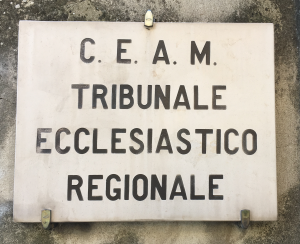 C. E. A. M.
TRIBUNALE
ECCLESIASTICO
REGIONALE